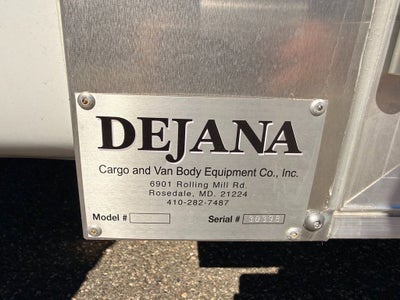 DEJANA
Cargo and Van Body Equipment Co., Inc.
6901 Rolling Mill Rd.
Rosedale, MD. 21224
410-282-7487
Model # Serial # 30338